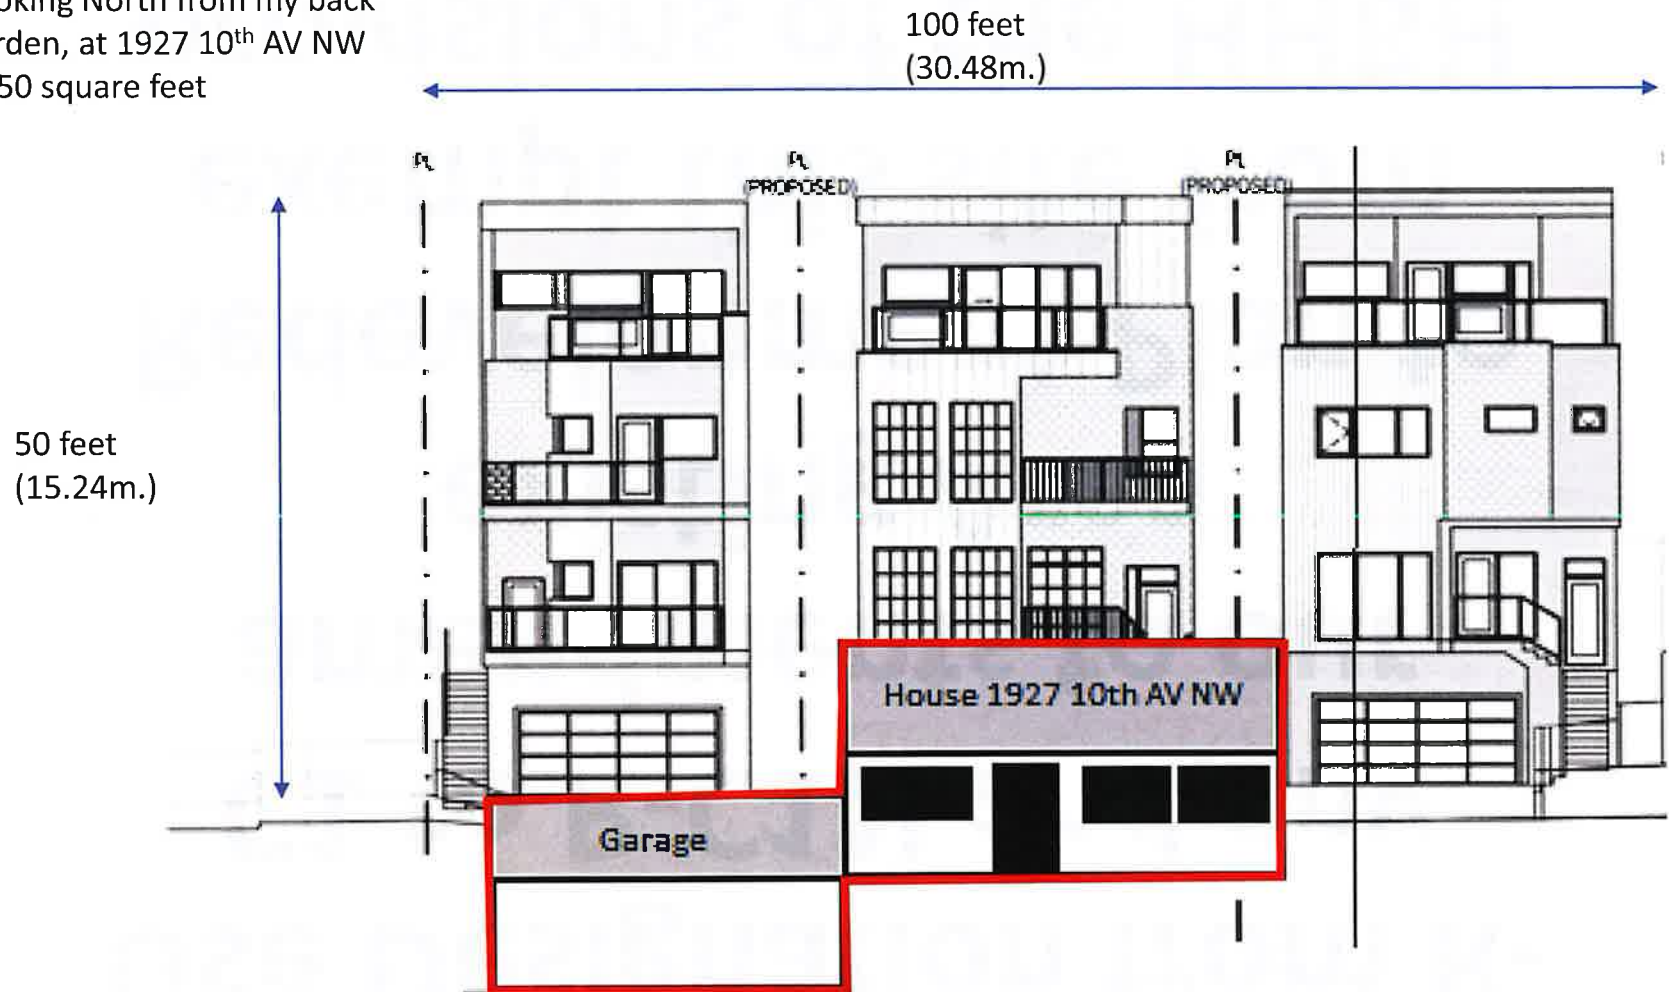 oking North from my back
rden, at 1927 10th AV NW
50 square feet
100 feet
(30.48m.)
PL
PL
(PROPOSED)
PL
(PROPOSED)
50 feet
(15.24m.)
House 1927 10th AV NW
Garage